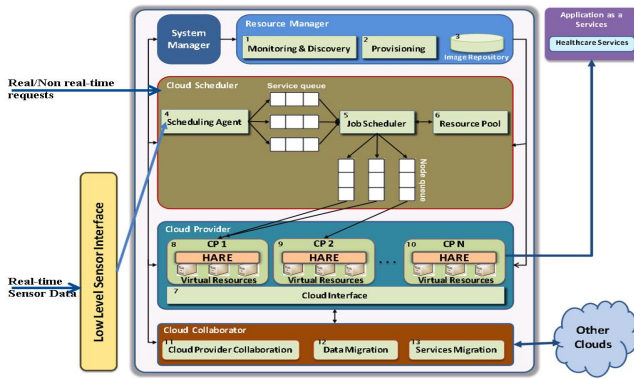 Resource Manager
System
Manager
1
Monitoring & Discovery
2
Provisioning
3
Image Repository
Application as a
Services
Healthcare Services
Real/Non real-time
requests
Cloud Scheduler
Service queue
4
Scheduling Agent
5
Job Scheduler
6
Resource Pool
Node queue
Low Level Sensor Interface
Real-time
Sensor Data
Cloud Provider
8
CP 1
HARE
Virtual Resources
9
CP 2
HARE
Virtual Resources
...
10
CP N
HARE
Virtual Resources
7
Cloud Interface
Cloud Collaborator
11
Cloud Provider Collaboration
12
Data Migration
13
Services Migration
Other
Clouds